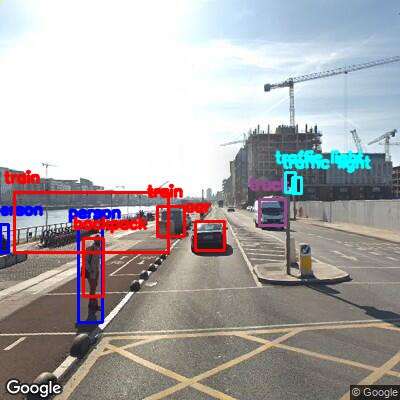 traffic light
traffic light
train
train
truck
car
person
person
backpack
Google
© Google